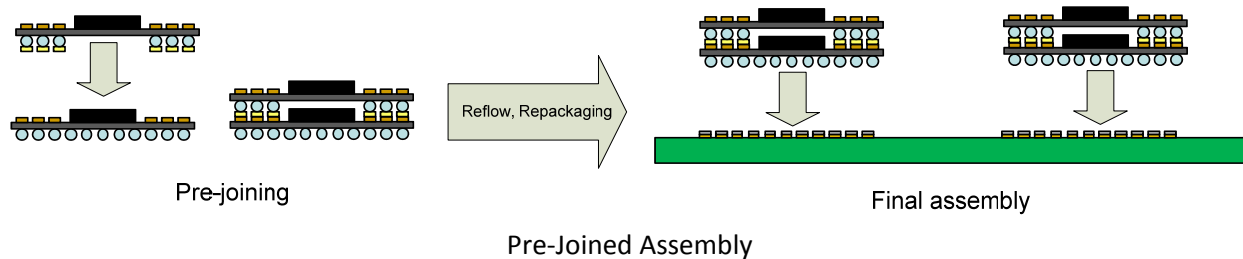 Reflow, Repackaging
Pre-joining
Final assembly
Pre-Joined Assembly